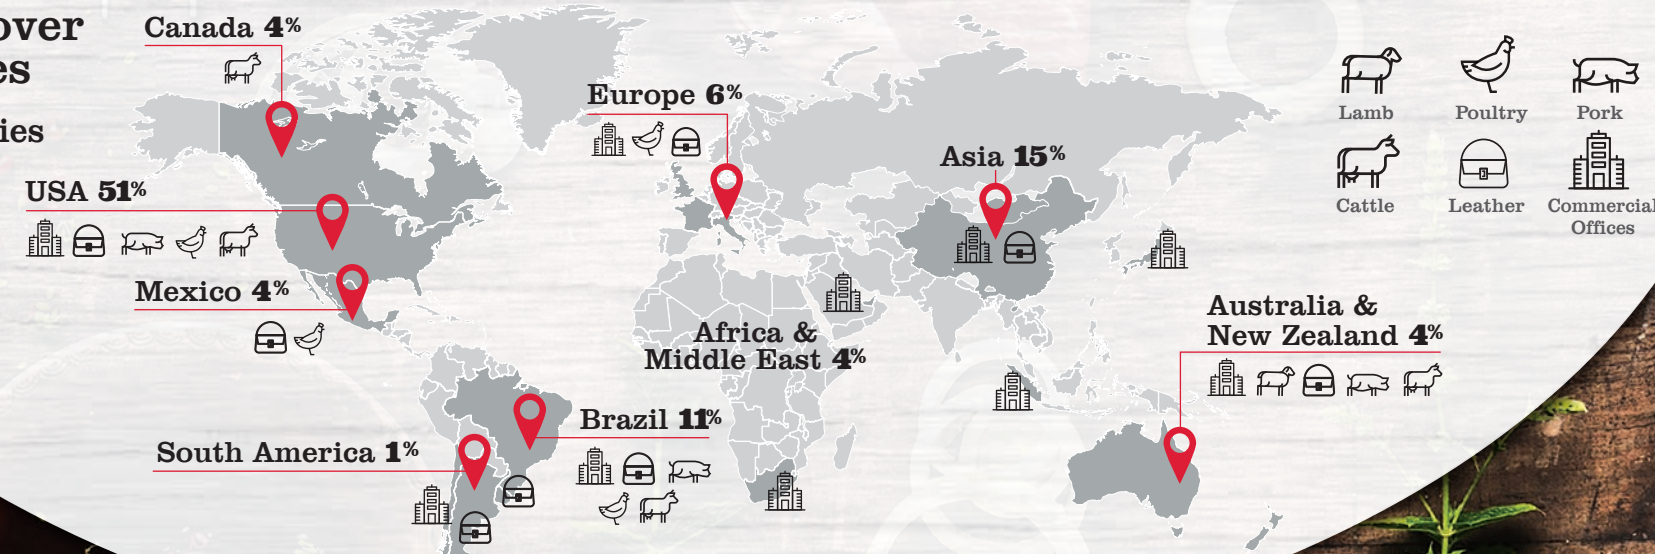 over
es
ies
Canada 4%
USA 51%
Mexico 4%
South America 1%
Brazil 11%
Europe 6%
Africa &
Middle East 4%
Asia 15%
Australia &
New Zealand 4%
Lamb
Poultry
Pork
Cattle
Leather
Commercial
Offices